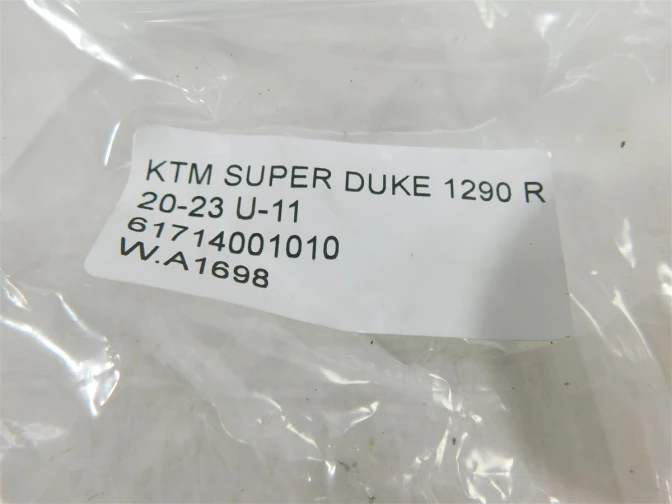 KTM SUPER DUKE 1290 R
20-23 U-11
61714001010
W.A1698